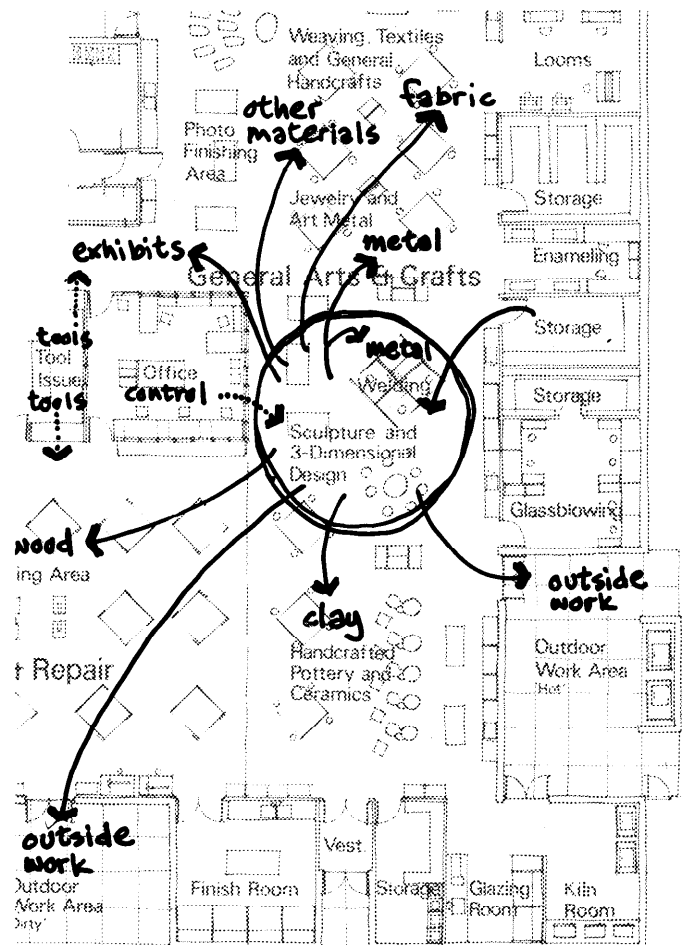 Weaving, Textiles
and General
Handcrafts
Looms
other
materials
fabric
Photo
Finishing
Area
Jewelry and
Art Metal
Storage
exhibits
metal
Enameling
General Arts & Crafts
tools
Tool
Issue
tools
Office
control
metal
Welding
Storage
Storage
Sculpture and
3-Dimensional
Design
Glassblowing
wood
ing Area
clay
outside
work
Handcrafted
Pottery and
Ceramics
Outdoor
Work Area
'Hot'
r Repair
outside
work
Outdoor
Work Area
'Dirty'
Finish Room
Vest.
Storage
Glazing
Room
Kiln
Room